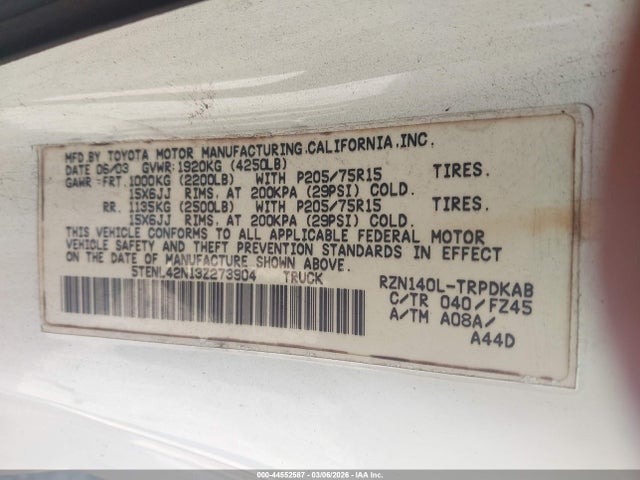 MFD.BY TOYOTA MOTOR MANUFACTURING,CALIFORNIA,INC.
DATE 06/03 GVWR:1920KG (4250LB)
GAWR-FRT.1000KG (2200LB) WITH P205/75R15 TIRES.
15X6JJ RIMS, AT 200KPA (29PSI) COLD.
RR. 1135KG (2500LB) WITH P205/75R15 TIRES.
15X6JJ RIMS, AT 200KPA (29PSI) COLD.
THIS VEHICLE CONFORMS TO ALL APPLICABLE FEDERAL MOTOR
VEHICLE SAFETY AND THEFT PREVENTION STANDARDS IN EFFECT
ON THE DATE OF MANUFACTURE SHOWN ABOVE.
5TENL42N13Z273904 TRUCK
RZN140L-TRPDKAB
C/TR 040/FZ45
A/TM A08A/
A44D
000-44552587 | 03/06/2026 - IAA Inc. |